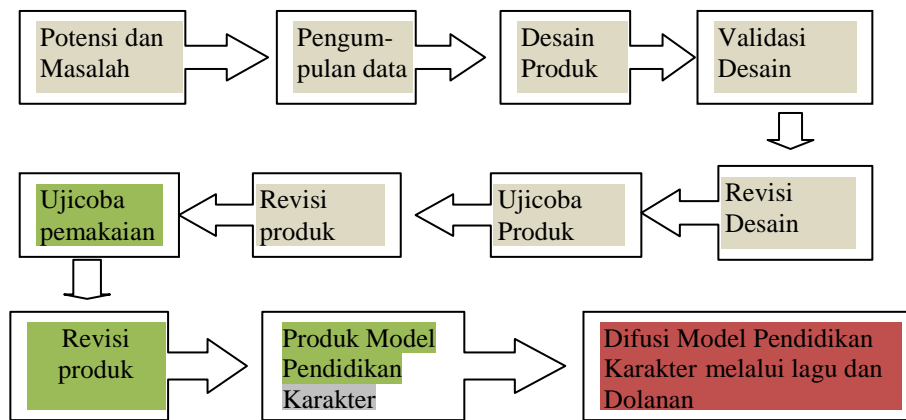 Potensi dan
Masalah
Pengum-
pulan data
Desain
Produk
Validasi
Desain
Revisi
Desain
Ujicoba
Produk
Revisi
produk
Ujicoba
pemakaian
Revisi
produk
Produk Model
Pendidikan
Karakter
Difusi Model Pendidikan
Karakter melalui lagu dan
Dolanan